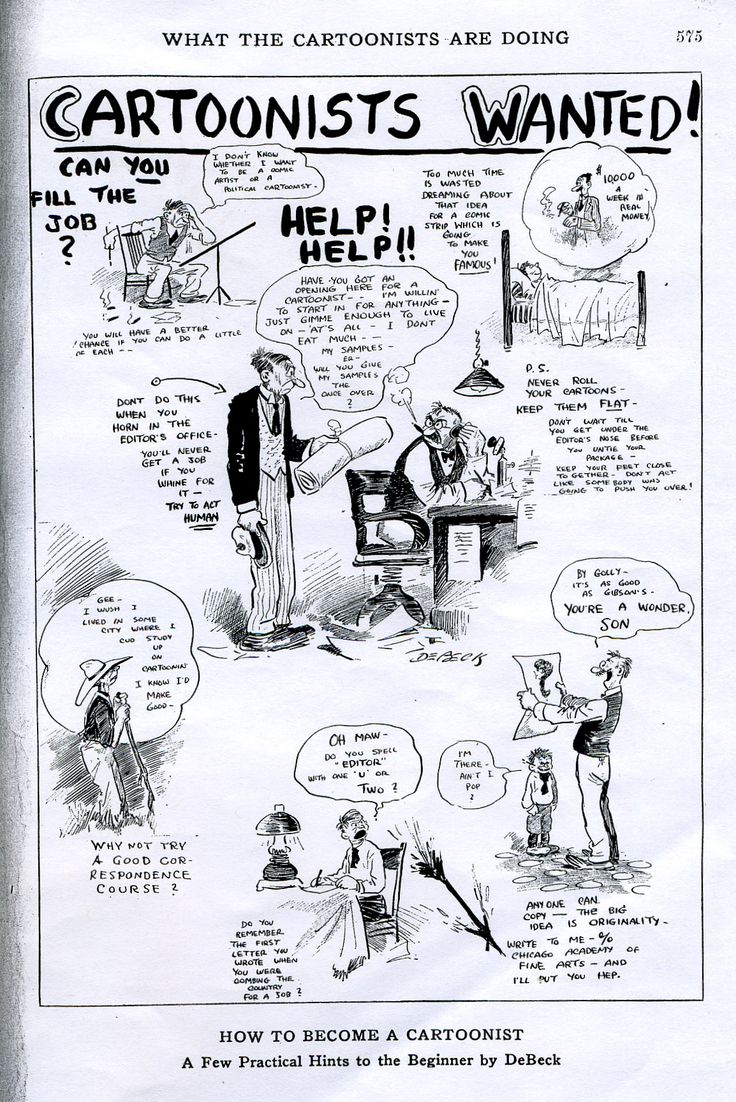 WHAT THE CARTOONISTS ARE DOING
575
CARTOONISTS WANTED!
CAN YOU
FILL THE
JOB
?
I DON'T KNOW
WHETHER I WANT
TO BE A COMIC
ARTIST OR A
POLITICAL CARTOONIST-
YOU WILL HAVE A BETTER
CHANCE IF YOU CAN DO A LITTLE
OF EACH --
HELP!
HELP!!
TOO MUCH TIME
IS WASTED
DREAMING ABOUT
THAT IDEA
FOR A COMIC
STRIP WHICH IS
GOING
TO MAKE
YOU
FAMOUS!
$10,000
A
WEEK IN
REAL
MONEY
HAVE YOU GOT AN
OPENING HERE FOR A
CARTOONIST-- I'M WILLIN'
TO START IN FOR ANYTHING-
JUST GIMME ENOUGH TO LIVE
ON - 'AT'S ALL - I DONT
EAT MUCH - -
MY SAMPLES -
ER-
WILL YOU GIVE
MY SAMPLES
THE
ONCE OVER
?
DONT DO THIS
WHEN YOU
HORN IN THE
EDITOR'S OFFICE-
YOU'LL NEVER
GET A JOB
IF YOU
WHINE FOR
IT -
TRY TO ACT
HUMAN
P.S.
NEVER ROLL
YOUR CARTOONS-
KEEP THEM FLAT-
DON'T WAIT TILL
YOU GET UNDER THE
EDITOR'S NOSE BEFORE
YOU UNTIE YOUR
PACKAGE -
KEEP YOUR FEET CLOSE
TO GETHER - DON'T ACT
LIKE SOMEBODY WAS
GOING TO PUSH YOU OVER!
DEBECK
GEE-
I WUSH I
LIVED IN SOME
CITY WHERE I
CUD STUDY
UP
ON
CARTOONIN'
I KNOW I'D
MAKE
GOOD-
WHY NOT TRY
A GOOD COR-
RESPONDENCE
COURSE?
OH MAW-
DO YOU SPELL
"EDITOR"
WITH ONE 'U' OR
TWO?
DO YOU
REMEMBER
THE FIRST
LETTER YOU
WROTE WHEN
YOU WERE
COMBING THE
COUNTRY
FOR A JOB?
BY GOLLY-
IT'S AS GOOD
AS GIBSON'S-
YOU'RE A WONDER,
SON
I'M
THERE-
AIN'T I
POP
?
ANY ONE CAN
COPY - THE BIG
IDEA IS ORIGINALITY-
WRITE TO ME - %
CHICAGO ACADEMY OF
FINE ARTS - AND
I'LL PUT YOU HEP.
HOW TO BECOME A CARTOONIST
A Few Practical Hints to the Beginner by DeBeck